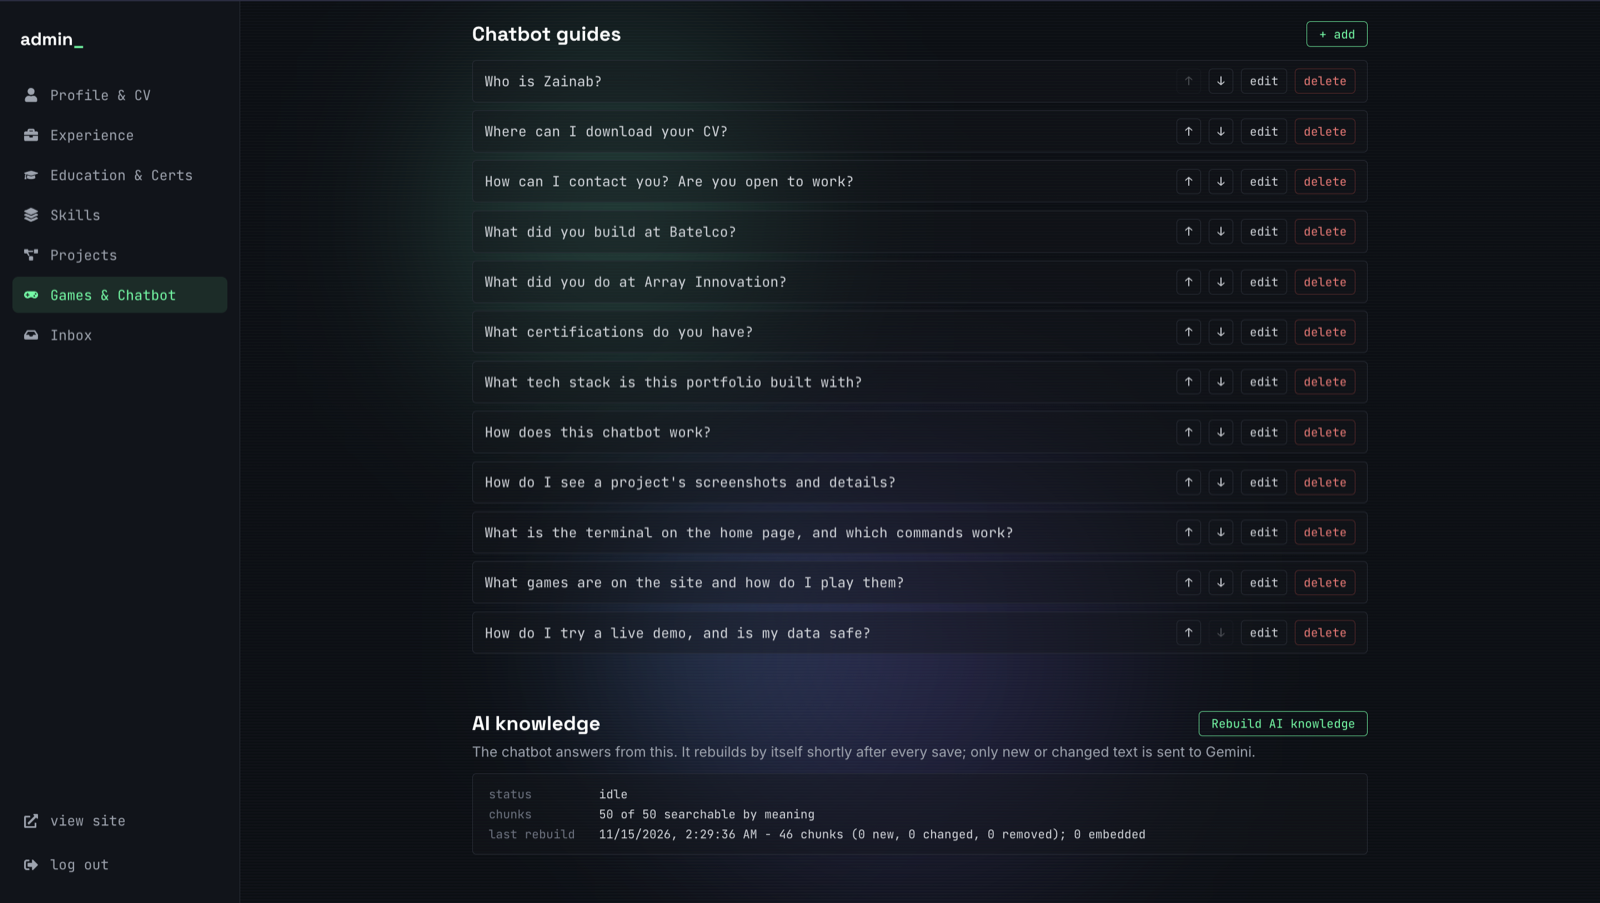 admin_
Profile & CV
Experience
Education & Certs
Skills
Projects
Games & Chatbot
Inbox
view site
log out
Chatbot guides
+ add
Who is Zainab?
↑ ↓ edit delete
Where can I download your CV?
↑ ↓ edit delete
How can I contact you? Are you open to work?
↑ ↓ edit delete
What did you build at Batelco?
↑ ↓ edit delete
What did you do at Array Innovation?
↑ ↓ edit delete
What certifications do you have?
↑ ↓ edit delete
What tech stack is this portfolio built with?
↑ ↓ edit delete
How does this chatbot work?
↑ ↓ edit delete
How do I see a project's screenshots and details?
↑ ↓ edit delete
What is the terminal on the home page, and which commands work?
↑ ↓ edit delete
What games are on the site and how do I play them?
↑ ↓ edit delete
How do I try a live demo, and is my data safe?
↑ ↓ edit delete
AI knowledge
Rebuild AI knowledge
The chatbot answers from this. It rebuilds by itself shortly after every save; only new or changed text is sent to Gemini.
status idle
chunks 50 of 50 searchable by meaning
last rebuild 11/15/2026, 2:29:36 AM - 46 chunks (0 new, 0 changed, 0 removed); 0 embedded